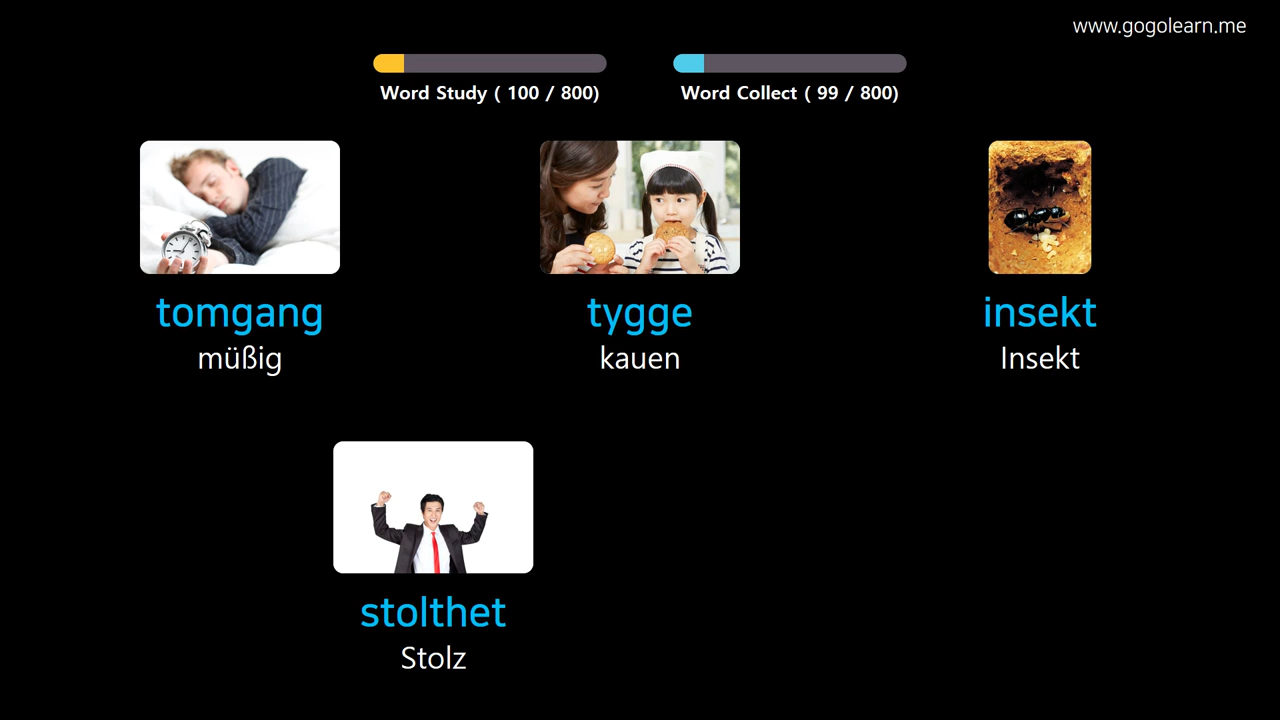 www.gogolearn.me
Word Study ( 100 / 800)
Word Collect ( 99 / 800)
tomgang
müßig
tygge
kauen
insekt
Insekt
stolthet
Stolz